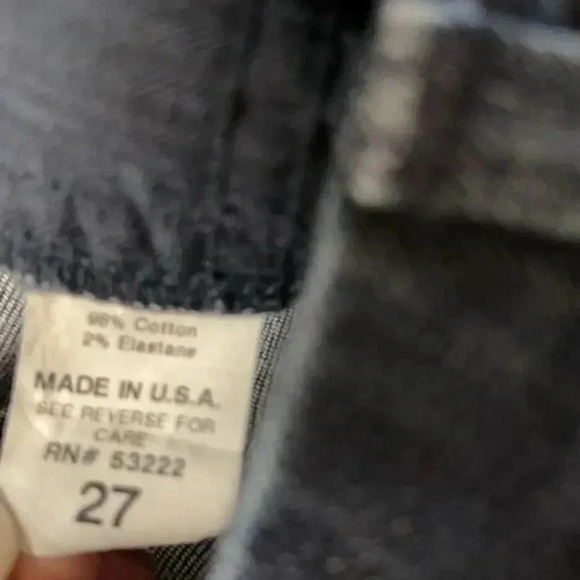 98% Cotton
2% Elastane
MADE IN U.S.A.
SEE REVERSE FOR
CARE
RN# 53222
27